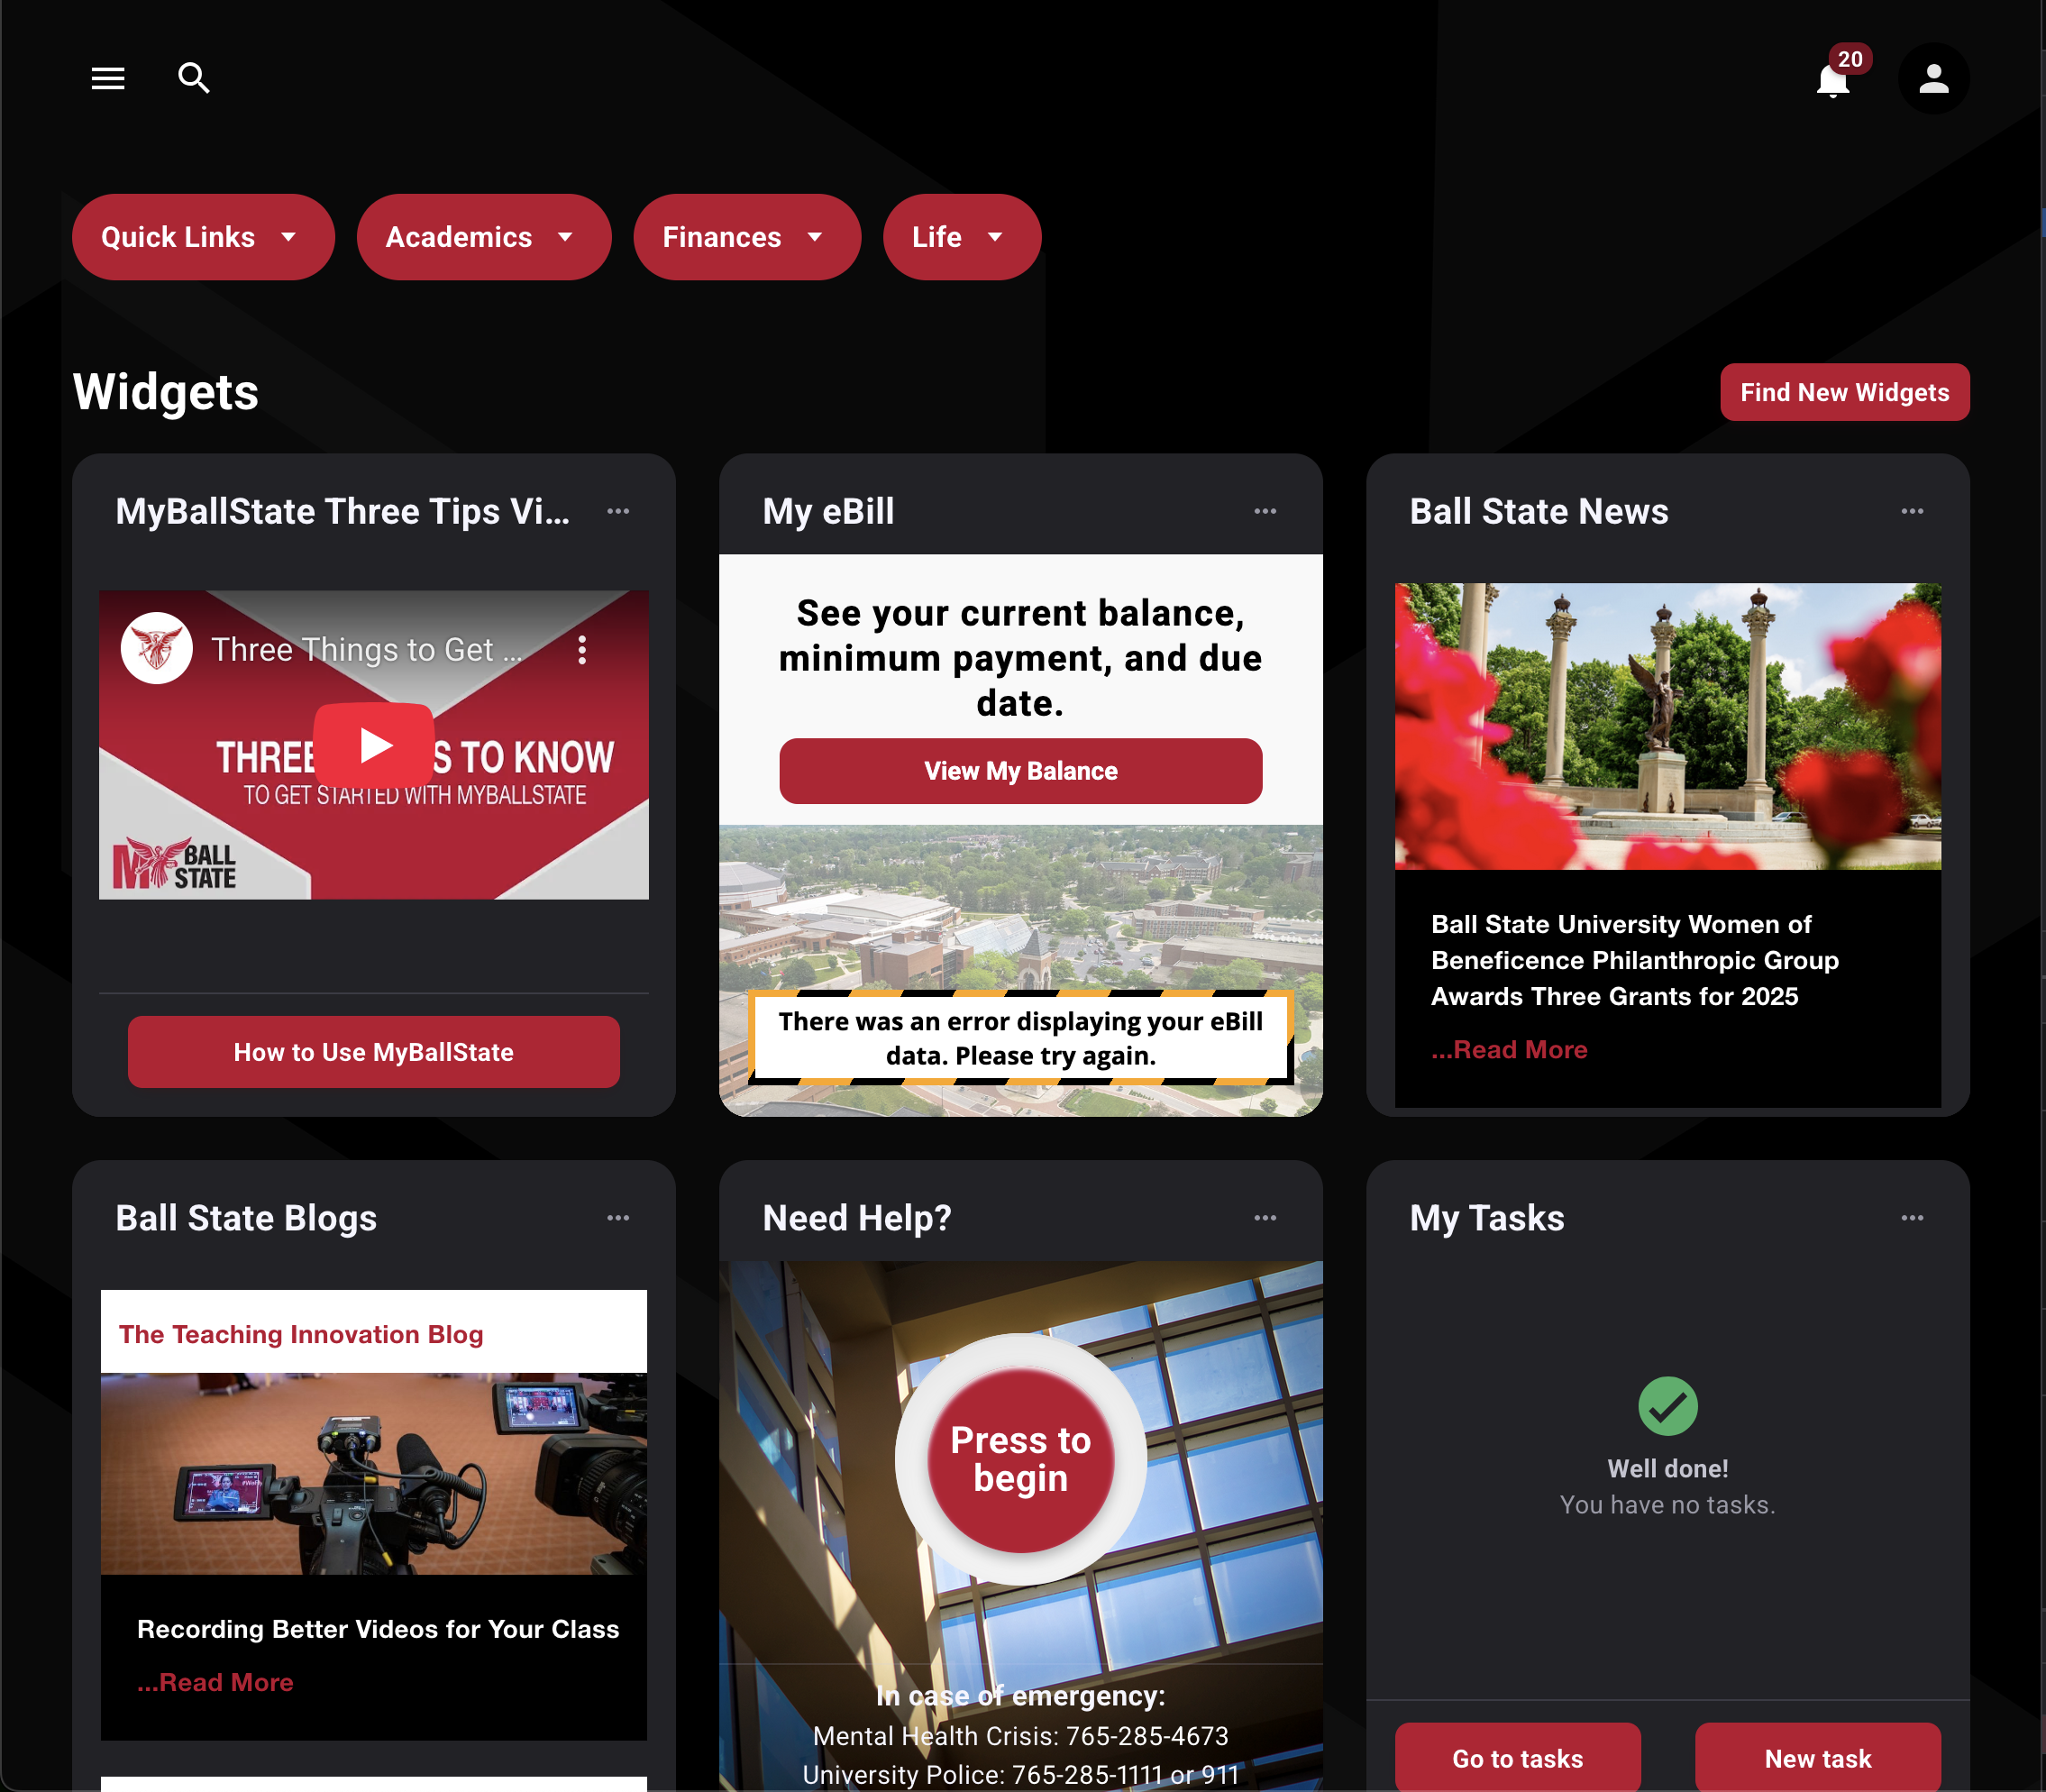 20
Quick Links
Academics
Finances
Life
Widgets
Find New Widgets
MyBallState Three Tips Vi...
Three Things to Get ...
THREE
S TO KNOW
TO GET STARTED WITH MYBALLSTATE
MY BALL
STATE
How to Use MyBallState
My eBill
See your current balance,
minimum payment, and due
date.
View My Balance
There was an error displaying your eBill
data. Please try again.
Ball State News
Ball State University Women of
Beneficence Philanthropic Group
Awards Three Grants for 2025
...Read More
Ball State Blogs
The Teaching Innovation Blog
Recording Better Videos for Your Class
...Read More
Need Help?
Press to
begin
In case of emergency:
Mental Health Crisis: 765-285-4673
University Police: 765-285-1111 or 911
My Tasks
Well done!
You have no tasks.
Go to tasks
New task